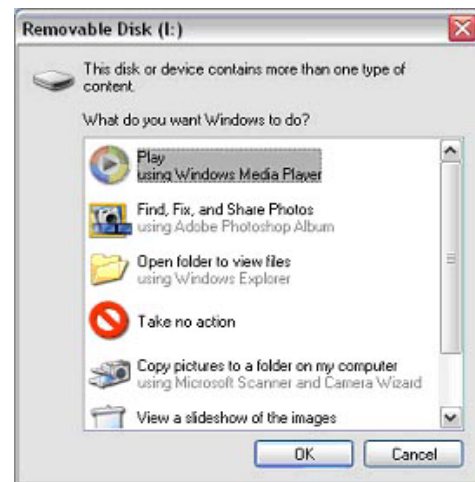 Removable Disk (I:)
This disk or device contains more than one type of
content.
What do you want Windows to do?
Play
using Windows Media Player
Find, Fix, and Share Photos
using Adobe Photoshop Album
Open folder to view files
using Windows Explorer
Take no action
Copy pictures to a folder on my computer
using Microsoft Scanner and Camera Wizard
View a slideshow of the images
OK
Cancel